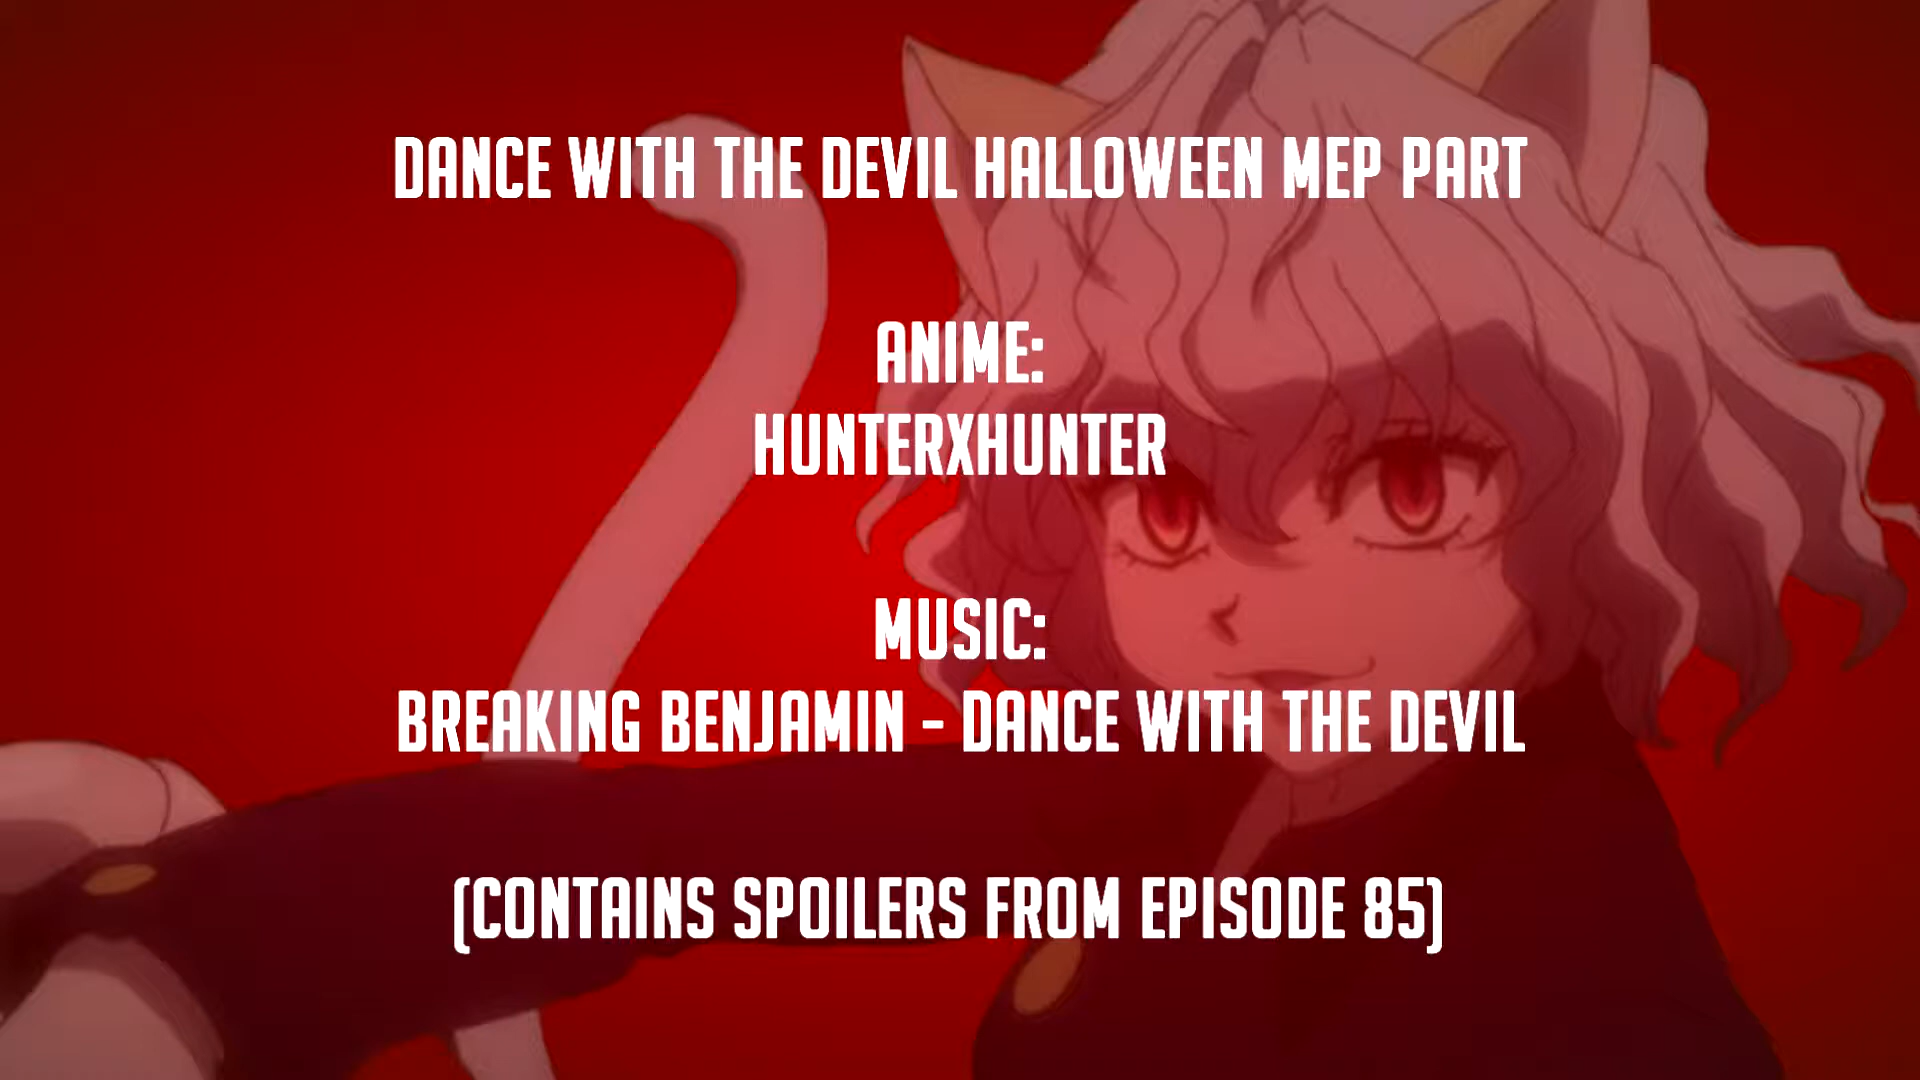 DANCE WITH THE DEVIL HALLOWEEN MEP PART
ANIME:
HUNTERXHUNTER
MUSIC:
BREAKING BENJAMIN - DANCE WITH THE DEVIL
(CONTAINS SPOILERS FROM EPISODE 85)